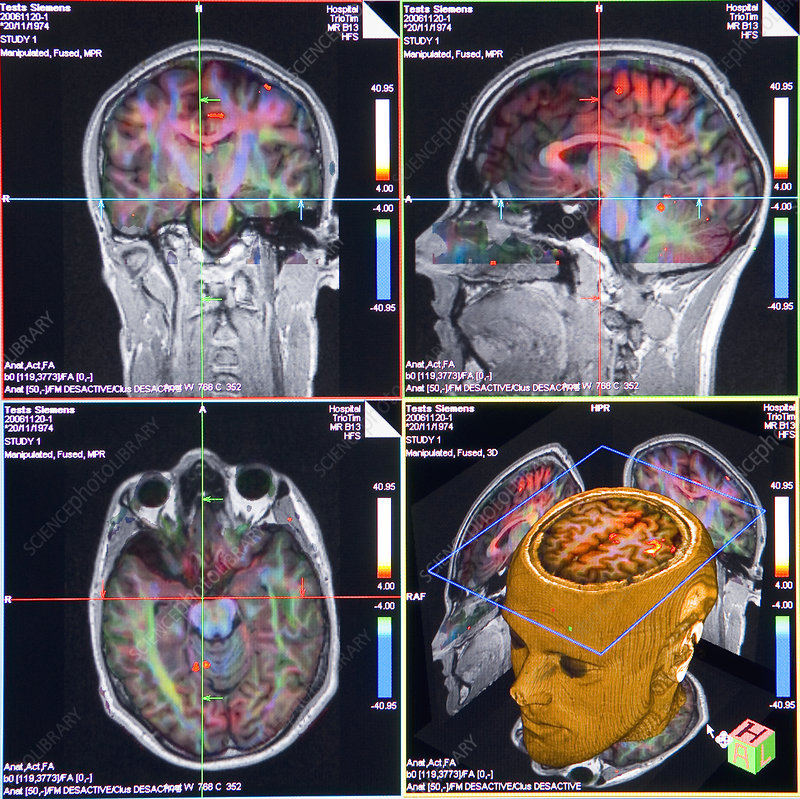 Tests Siemens
20061120-1
*20/11/1974
STUDY 1
Manipulated, Fused, MPR
H
Hospital
TrioTim
MR B13
HFS
R
40.95
4.00
-4.00
-40.95
Anat,Act,FA
b0 [119,3773]/FA [0,-]
Anat [50,-]/FM DESACTIVE/Clus DESACTIVE
W 768 C 352
Tests Siemens
20061120-1
*20/11/1974
STUDY 1
Manipulated, Fused, MPR
H
Hospital
TrioTim
MR B13
HFS
A
40.95
4.00
-4.00
-40.95
Anat,Act,FA
b0 [119,3773]/FA [0,-]
Anat [50,-]/FM DESACTIVE/Clus DESACTIVE
W 768 C 352
Tests Siemens
20061120-1
*20/11/1974
STUDY 1
Manipulated, Fused, MPR
A
Hospital
TrioTim
MR B13
HFS
R
40.95
4.00
-4.00
-40.95
Anat,Act,FA
b0 [119,3773]/FA [0,-]
Anat [50,-]/FM DESACTIVE/Clus DESACTIVE
W 768 C 352
Tests Siemens
20061120-1
*20/11/1974
STUDY 1
Manipulated, Fused, 3D
HPR
Hospital
TrioTim
MR B13
HFS
RAF
40.95
4.00
-4.00
-40.95
Anat,Act,FA
b0 [119,3773]/FA [0,-]
Anat [50,-]/FM DESACTIVE/Clus DESACTIVE
H
A
L
SCIENCEphotoLIBRARY